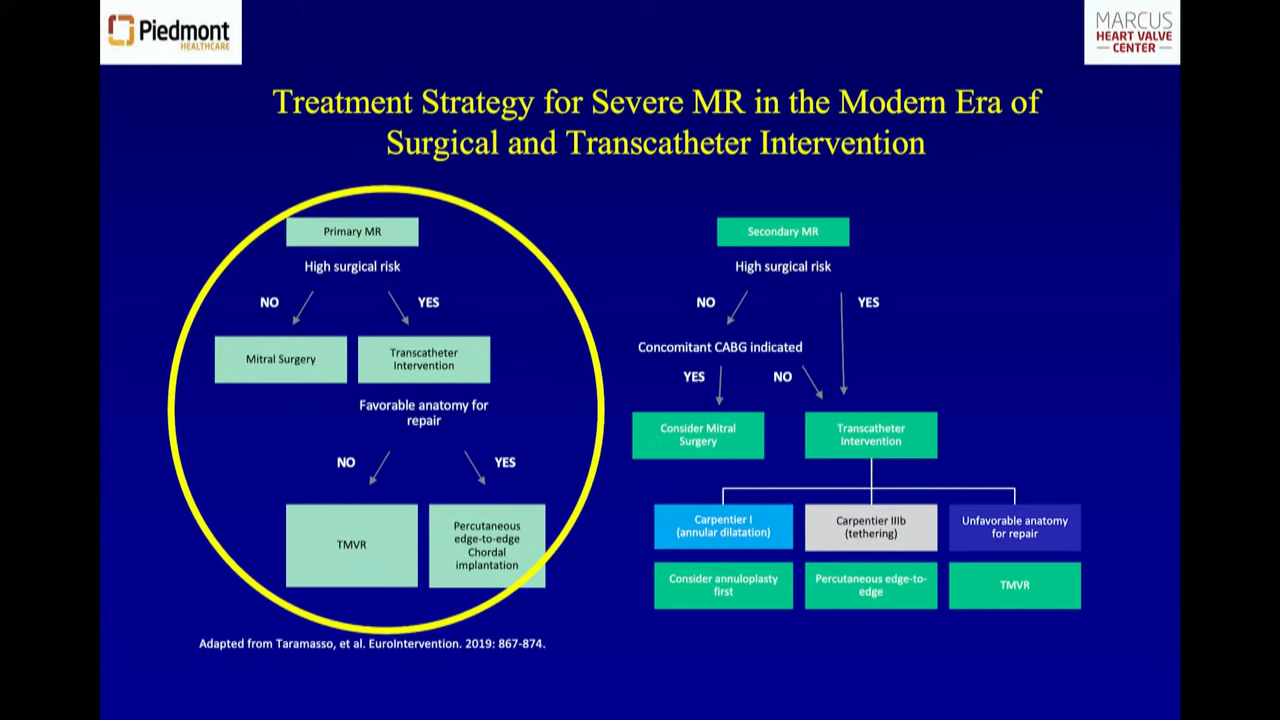 Piedmont
HEALTHCARE
MARCUS
HEART VALVE
CENTER
Treatment Strategy for Severe MR in the Modern Era of
Surgical and Transcatheter Intervention
Primary MR
High surgical risk
NO
YES
Mitral Surgery
Transcatheter
Intervention
Favorable anatomy for
repair
NO
YES
TMVR
Percutaneous
edge-to-edge
Chordal
implantation
Secondary MR
High surgical risk
NO
YES
Concomitant CABG indicated
YES
NO
Consider Mitral
Surgery
Transcatheter
Intervention
Carpentier I
(annular dilatation)
Carpentier IIIb
(tethering)
Unfavorable anatomy
for repair
Consider annuloplasty
first
Percutaneous edge-to-
edge
TMVR
Adapted from Taramasso, et al. EuroIntervention. 2019: 867-874.